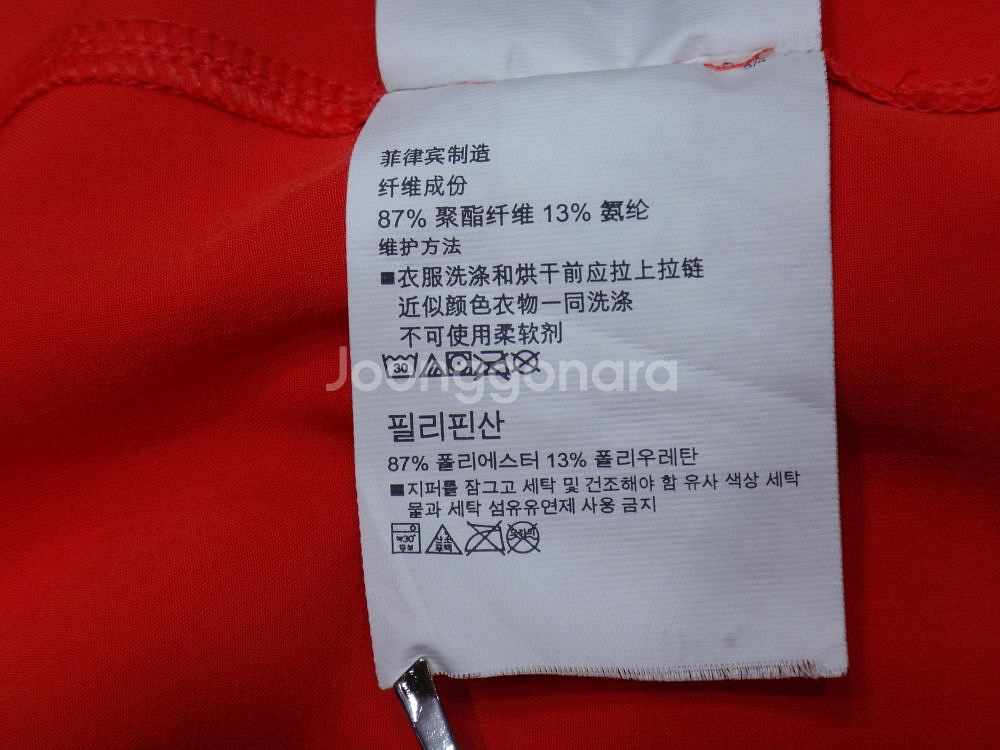 菲律宾制造
纤维成份
87% 聚酯纤维 13% 氨纶
维护方法
■衣服洗涤和烘干前应拉上拉链
近似颜色衣物一同洗涤
不可使用柔软剂
30
Joonggonara
필리핀산
87% 폴리에스터 13% 폴리우레탄
■지퍼를 잠그고 세탁 및 건조해야 함 유사 색상 세탁
물과 세탁 섬유유연제 사용 금지
약30°
중성